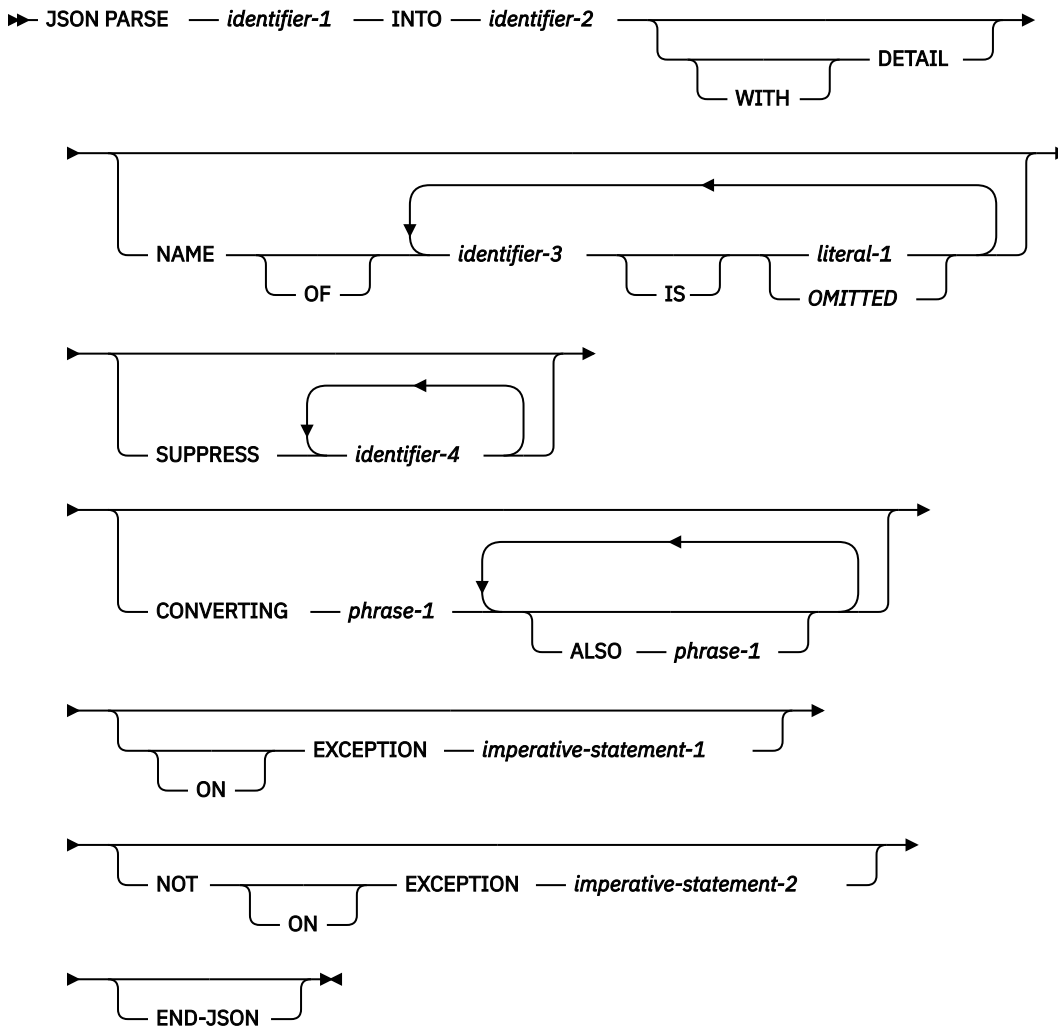 JSON PARSE identifier-1 INTO identifier-2
DETAIL
WITH
NAME identifier-3 literal-1
OF IS OMITTED
SUPPRESS identifier-4
CONVERTING phrase-1
ALSO phrase-1
EXCEPTION imperative-statement-1
ON
NOT EXCEPTION imperative-statement-2
ON
END-JSON